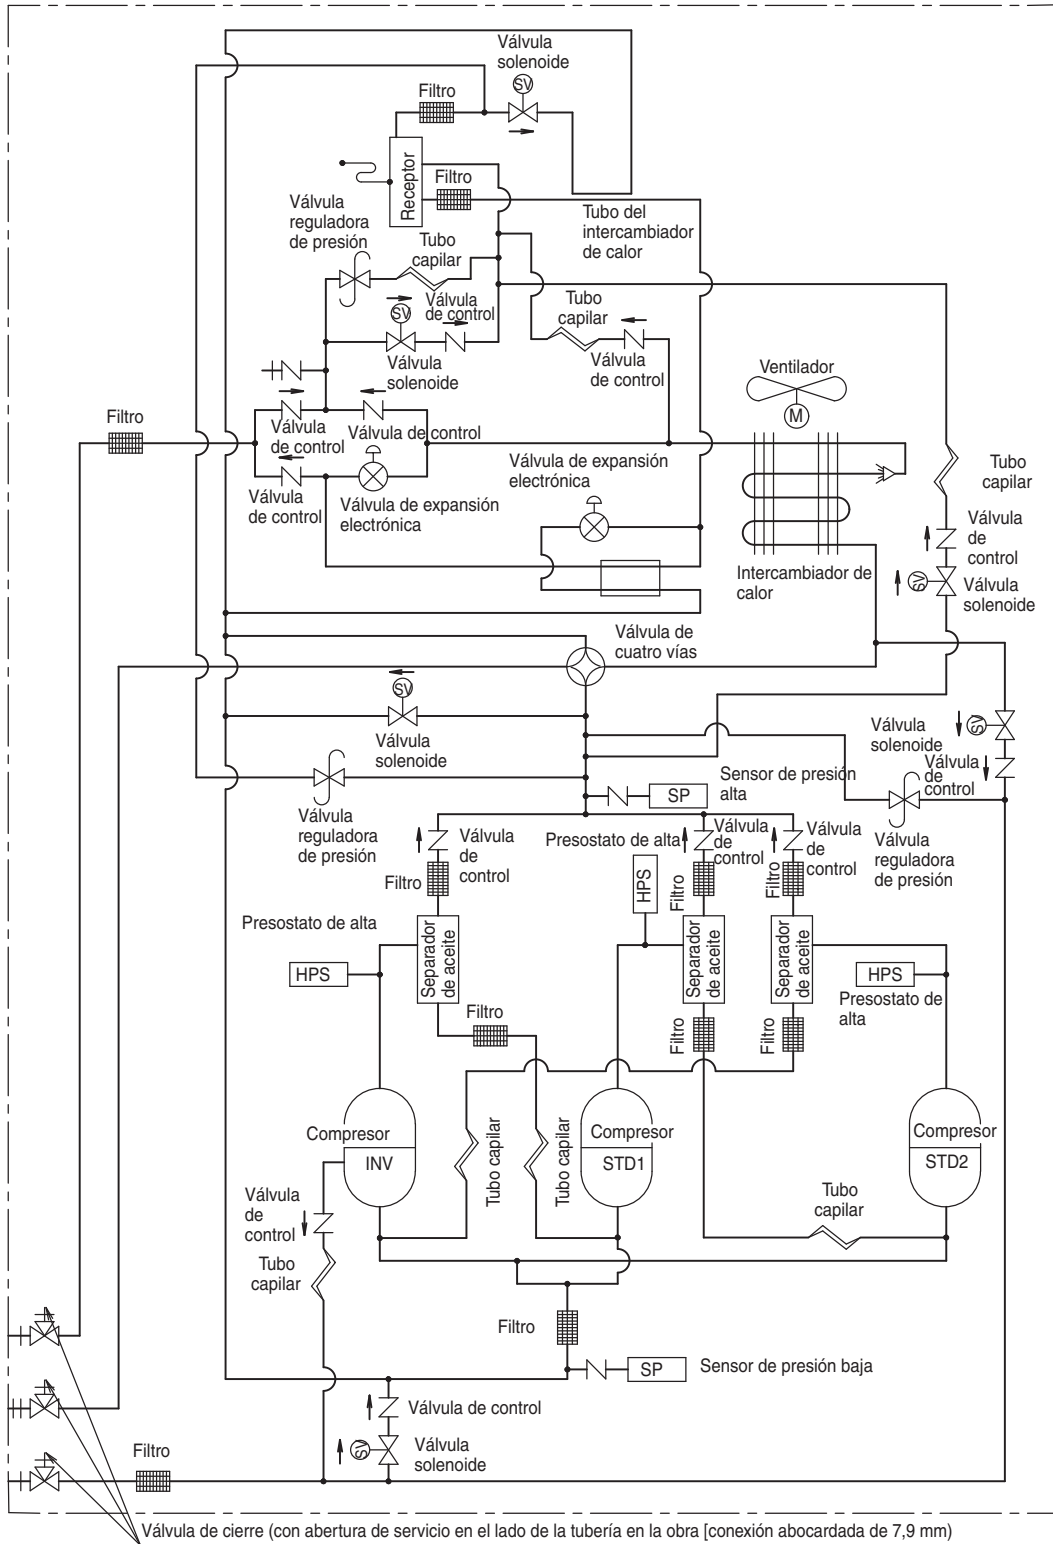 Válvula
solenoide
SV
Filtro
Receptor
Filtro
Válvula
reguladora
de presión
Tubo del
intercambiador
de calor
Tubo
capilar
SV
Válvula
de control
Tubo
capilar
Válvula
solenoide
Válvula
de control
Ventilador
M
Filtro
Válvula
de control
Válvula de control
Válvula de expansión
electrónica
Tubo
capilar
Válvula
de control
Válvula de expansión
electrónica
Válvula
de
control
Intercambiador de
calor
SV
Válvula
solenoide
Válvula de
cuatro vías
SV
Válvula
solenoide
Válvula
solenoide
SV
Válvula
de
control
Sensor de presión
alta
SP
Válvula
reguladora
de presión
Válvula
de
control
Presostato de alta
Válvula
de
control
Válvula
de
control
Válvula
reguladora
de presión
Filtro
HPS
Filtro
Filtro
Presostato de alta
Separador
de aceite
Separador
de aceite
Separador
de aceite
HPS
HPS
Presostato de
alta
Filtro
Filtro
Filtro
Compresor
INV
Tubo capilar
Tubo capilar
Compresor
STD1
Compresor
STD2
Válvula
de
control
Tubo
capilar
Tubo
capilar
Filtro
SP
Sensor de presión baja
Válvula de control
SV
Válvula
solenoide
Filtro
Válvula de cierre (con abertura de servicio en el lado de la tubería en la obra [conexión abocardada de 7,9 mm)